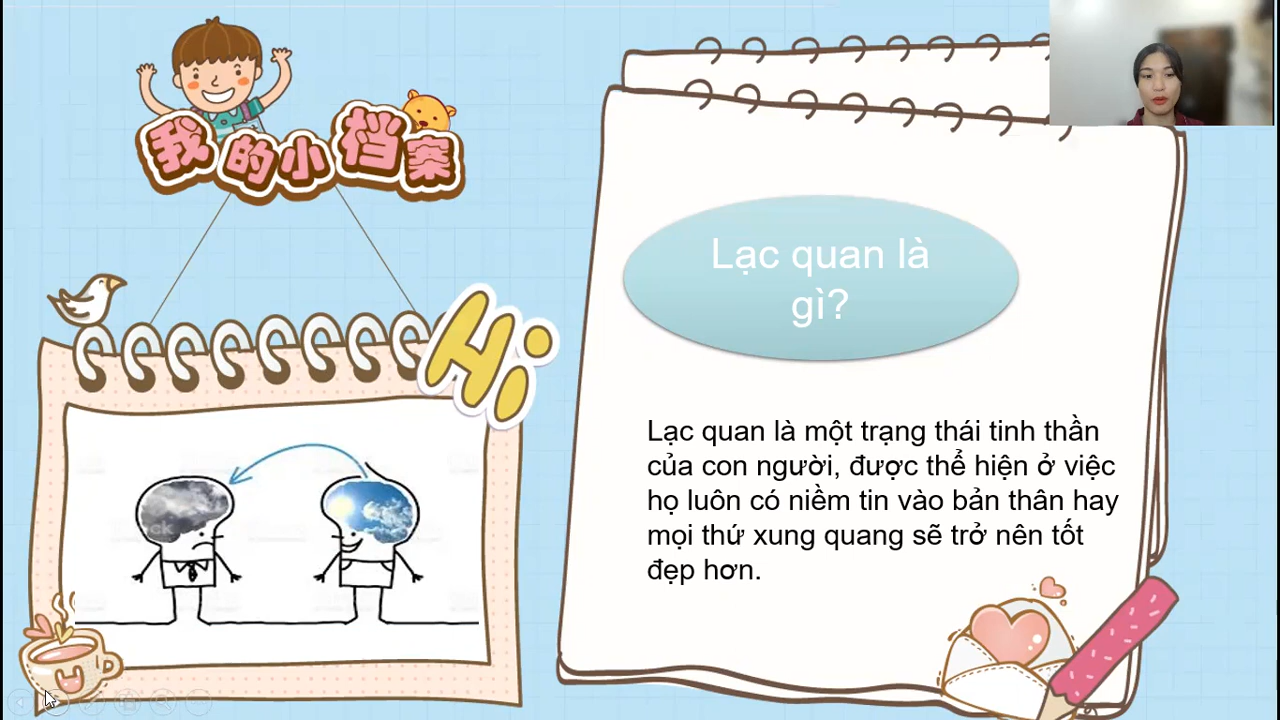 我的小档案
Hi
Lạc quan là
gì?
Lạc quan là một trạng thái tinh thần
của con người, được thể hiện ở việc
họ luôn có niềm tin vào bản thân hay
mọi thứ xung quang sẽ trở nên tốt
đẹp hơn.